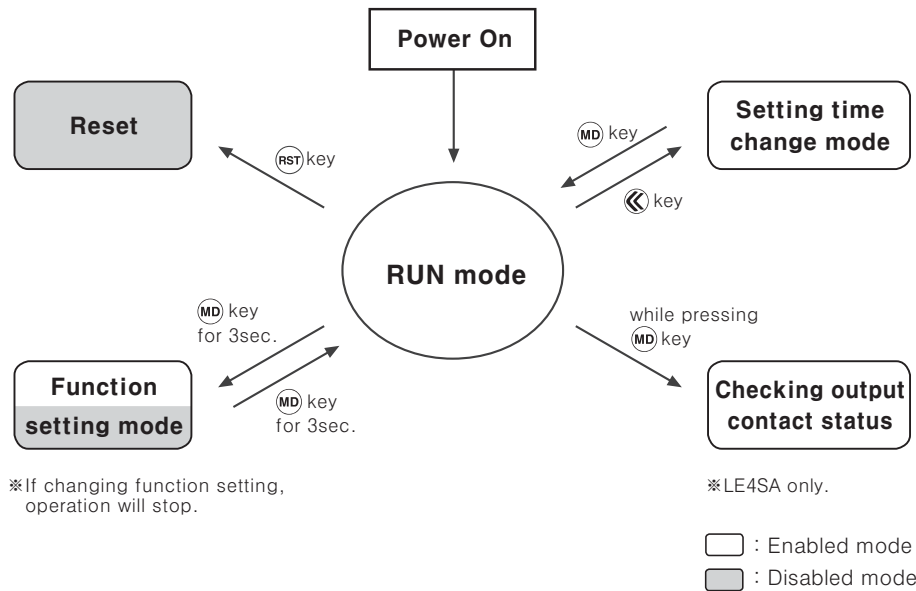 Power On
Reset
Setting time
change mode
RST key
MD key
≪ key
RUN mode
MD key
for 3sec.
MD key
for 3sec.
while pressing
MD key
Function
setting mode
Checking output
contact status
※If changing function setting,
operation will stop.
※LE4SA only.
: Enabled mode
: Disabled mode